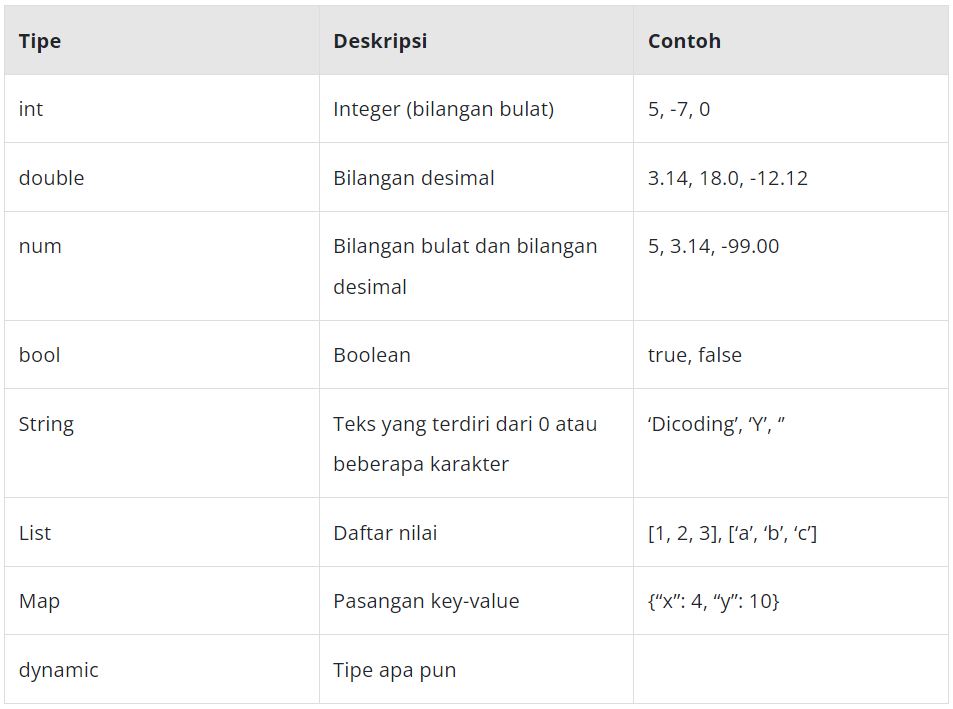 Tipe Deskripsi Contoh
int Integer (bilangan bulat) 5, -7, 0
double Bilangan desimal 3.14, 18.0, -12.12
num Bilangan bulat dan bilangan 5, 3.14, -99.00
desimal
bool Boolean true, false
String Teks yang terdiri dari 0 atau ‘Dicoding’, ‘Y’, ‘’
beberapa karakter
List Daftar nilai [1, 2, 3], [‘a’, ‘b’, ‘c’]
Map Pasangan key-value {“x”: 4, “y”: 10}
dynamic Tipe apa pun